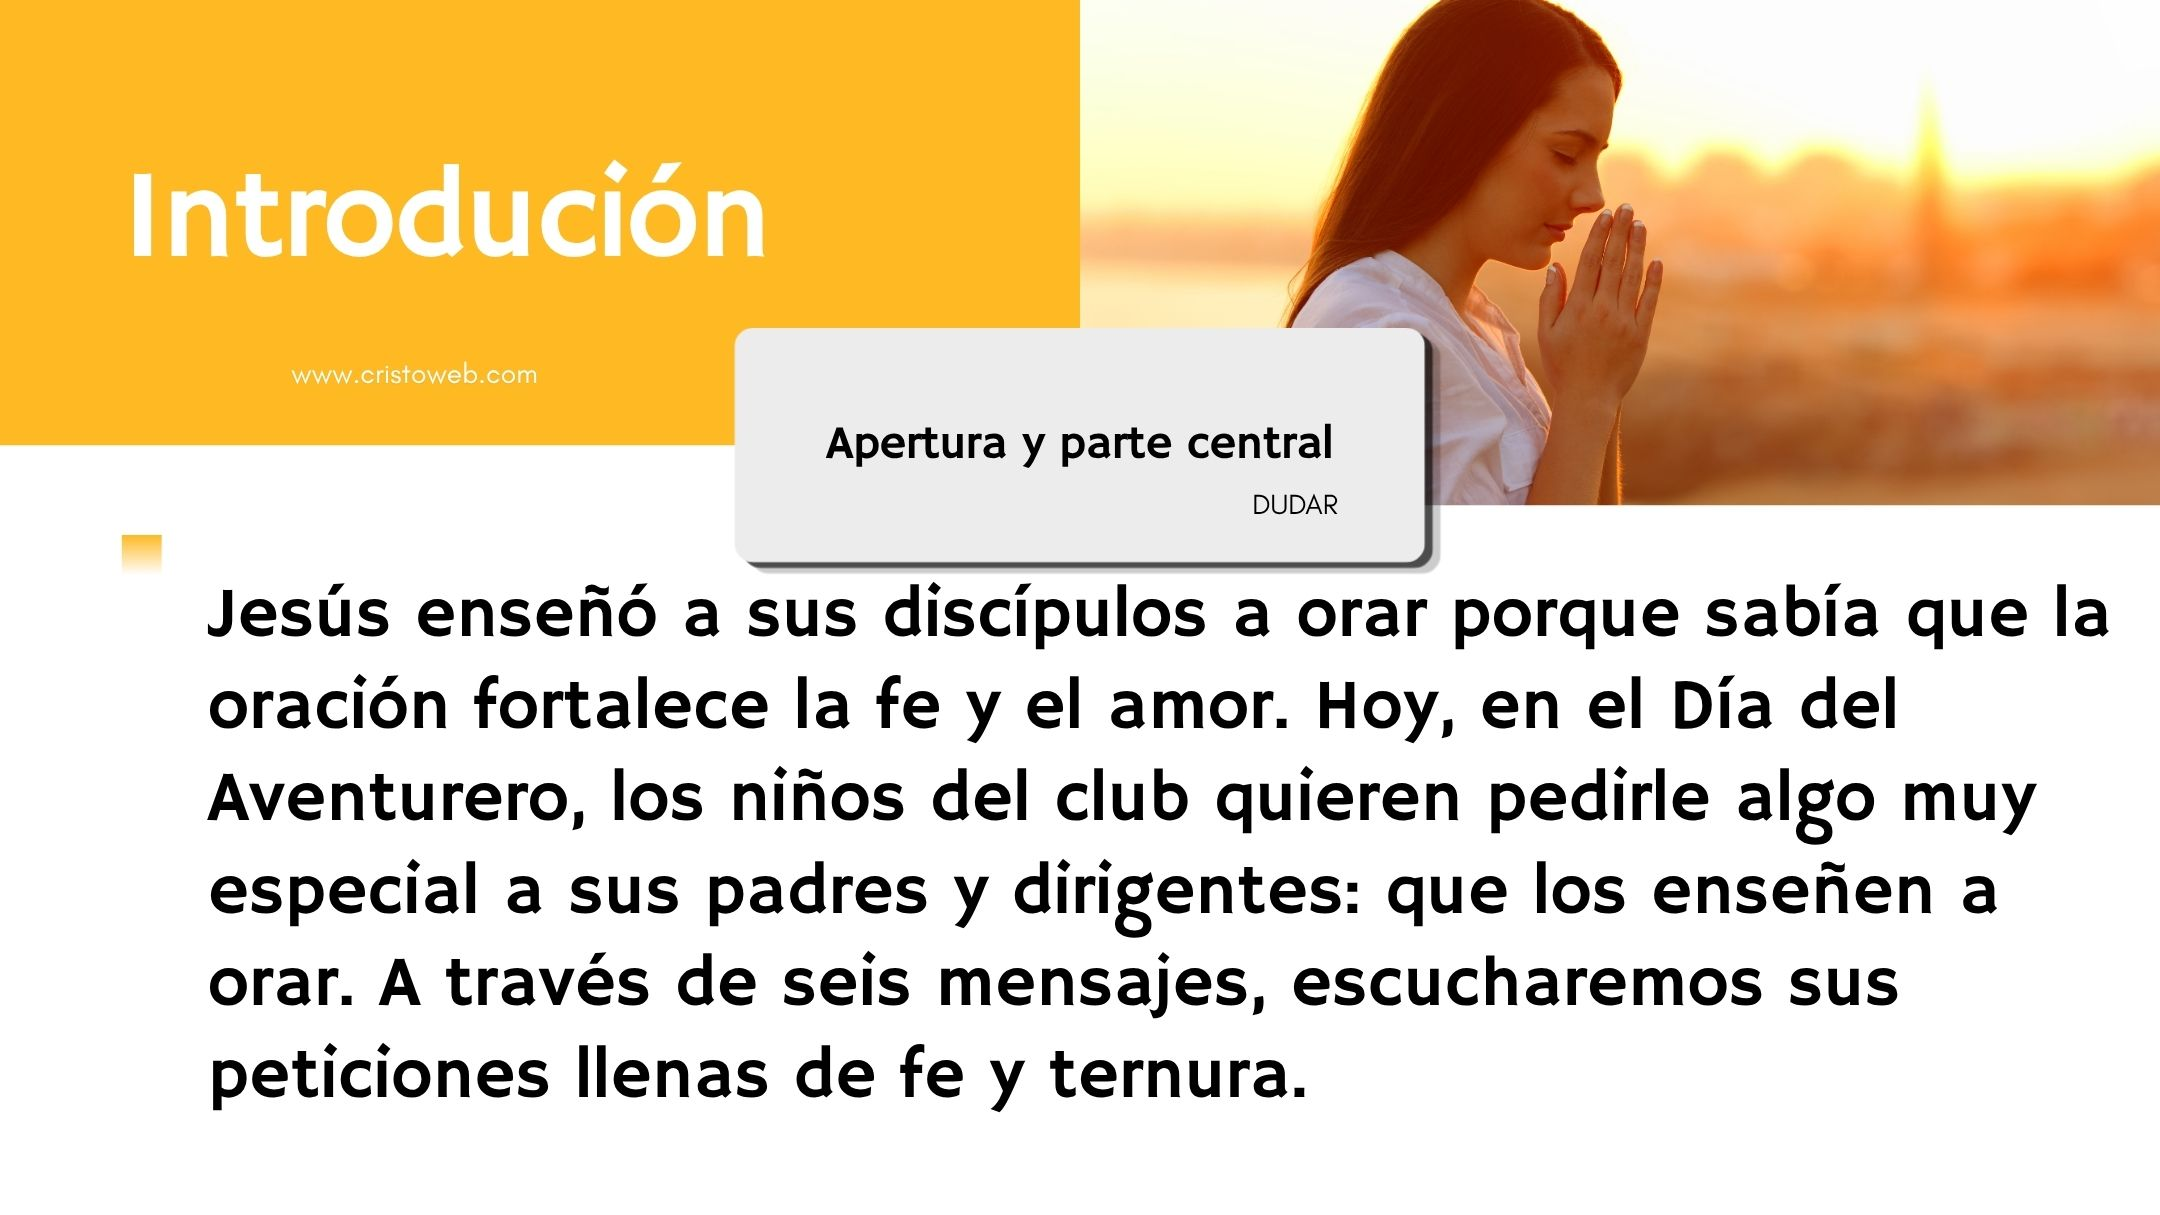 Introdución
www.cristoweb.com
Apertura y parte central
DUDAR
Jesús enseñó a sus discípulos a orar porque sabía que la
oración fortalece la fe y el amor. Hoy, en el Día del
Aventurero, los niños del club quieren pedirle algo muy
especial a sus padres y dirigentes: que los enseñen a
orar. A través de seis mensajes, escucharemos sus
peticiones llenas de fe y ternura.